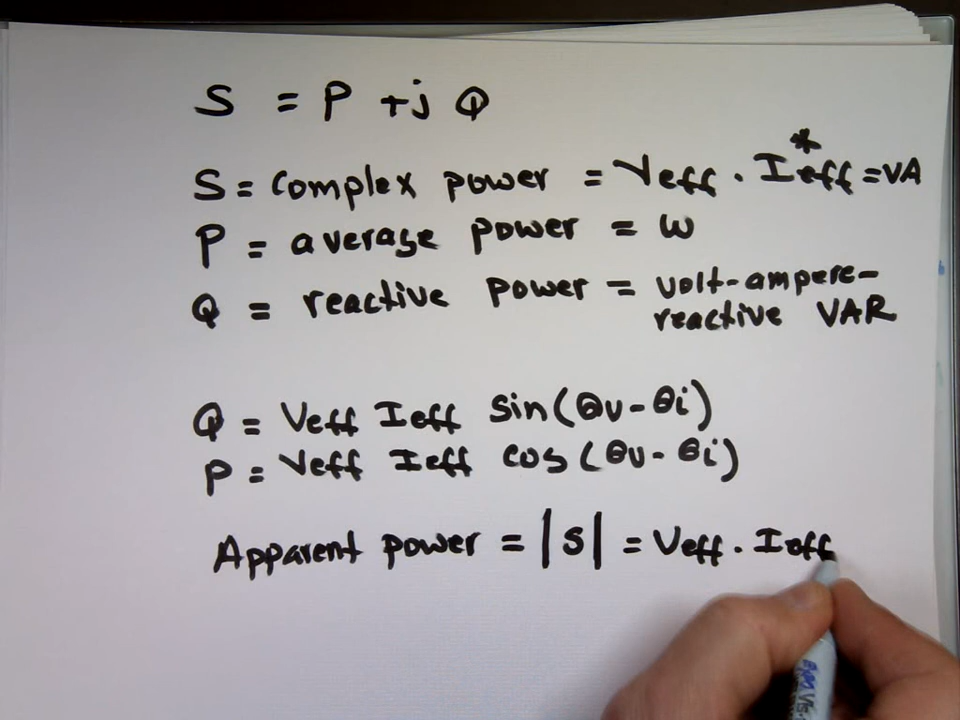 S = P +j Q
S = complex power = Veff . I*eff = VA
P = average power = W
Q = reactive power = volt-ampere-
reactive VAR
Q = Veff Ieff sin(θv - θi)
P = Veff Ieff cos(θv - θi)
Apparent power = |S| = Veff . Ieff